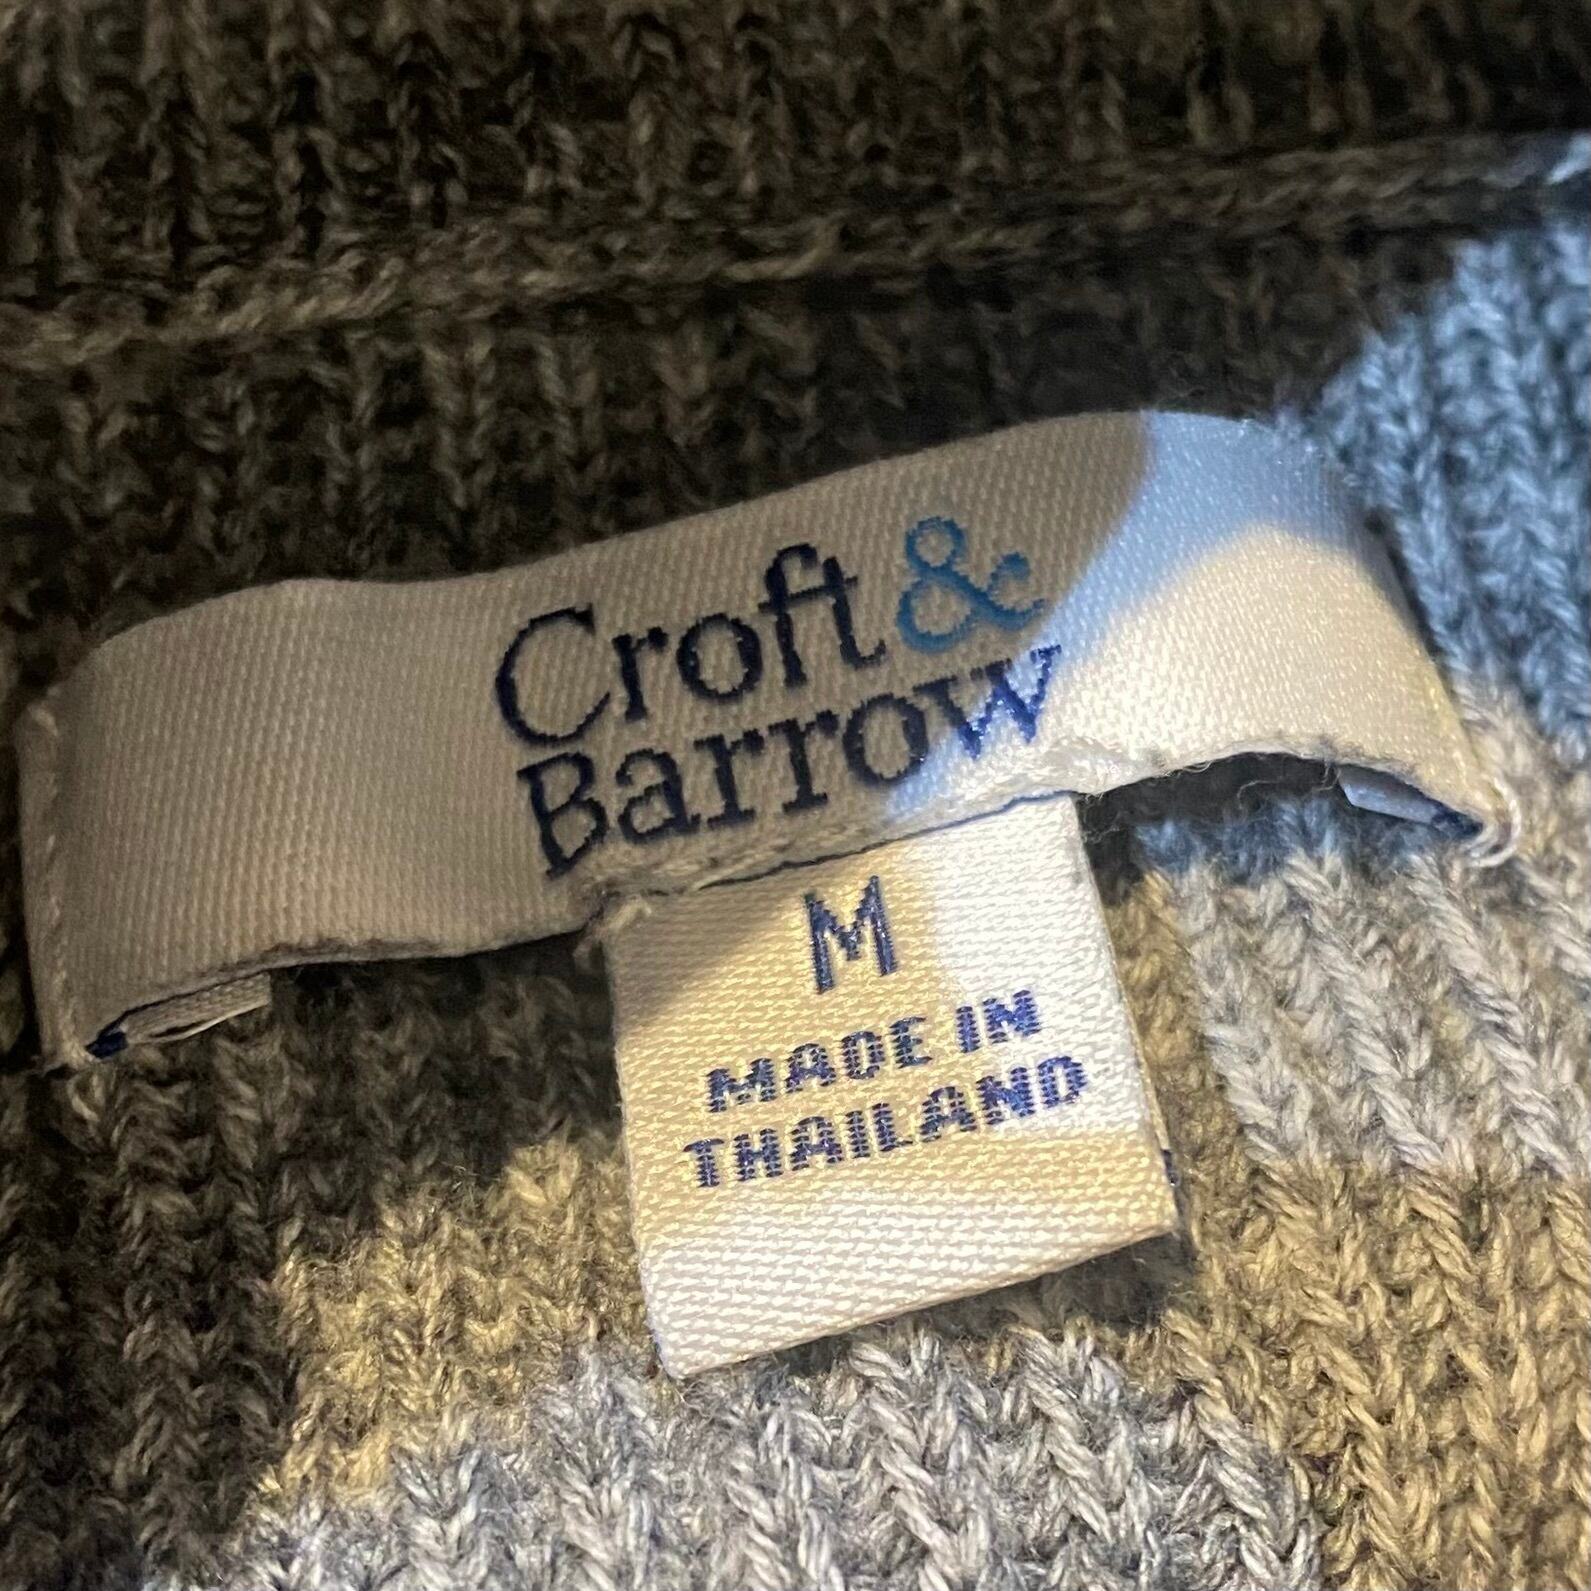 Croft &
Barrow
M
MADE IN
THAILAND